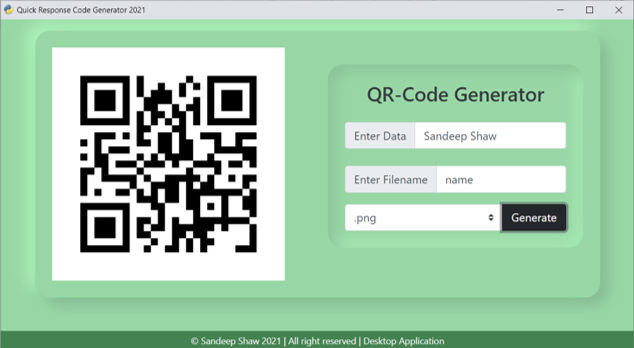 Quick Response Code Generator 2021
QR-Code Generator
Enter Data Sandeep Shaw
Enter Filename name
.png Generate
© Sandeep Shaw 2021 | All right reserved | Desktop Application